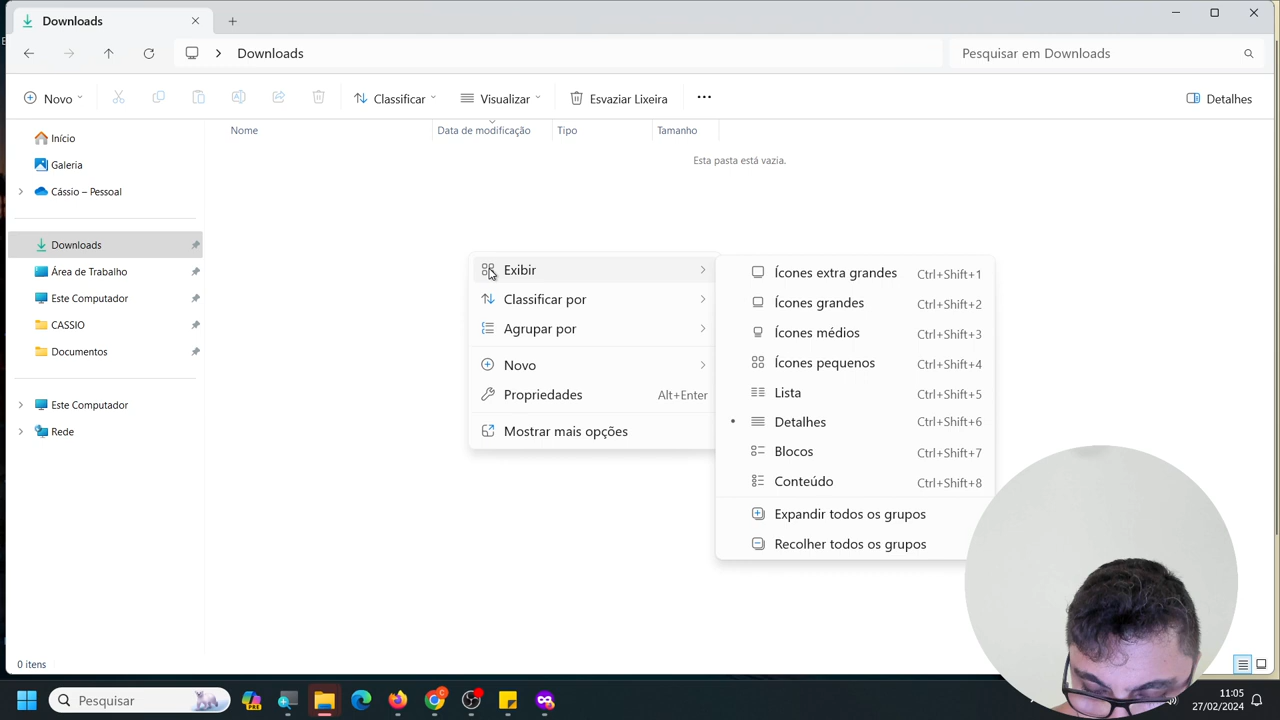 Downloads
Downloads
Pesquisar em Downloads
Novo
Classificar
Visualizar
Esvaziar Lixeira
Detalhes
Nome
Data de modificação
Tipo
Tamanho
Esta pasta está vazia.
Início
Galeria
Cássio – Pessoal
Downloads
Área de Trabalho
Este Computador
CASSIO
Documentos
Este Computador
Rede
Exibir
Classificar por
Agrupar por
Novo
Propriedades Alt+Enter
Mostrar mais opções
Ícones extra grandes Ctrl+Shift+1
Ícones grandes Ctrl+Shift+2
Ícones médios Ctrl+Shift+3
Ícones pequenos Ctrl+Shift+4
Lista Ctrl+Shift+5
Detalhes Ctrl+Shift+6
Blocos Ctrl+Shift+7
Conteúdo Ctrl+Shift+8
Expandir todos os grupos
Recolher todos os grupos
0 itens
Pesquisar
11:05
27/02/2024